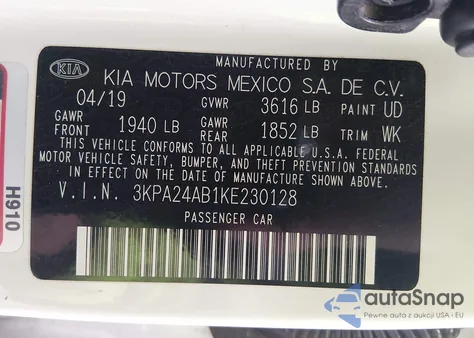 MANUFACTURED BY
KIA KIA MOTORS MEXICO S.A. DE C.V.
04/19 GVWR 3616 LB PAINT UD
GAWR FRONT 1940 LB GAWR REAR 1852 LB TRIM WK
THIS VEHICLE CONFORMS TO ALL APPLICABLE U.S.A. FEDERAL
MOTOR VEHICLE SAFETY, BUMPER, AND THEFT PREVENTION STANDARDS
IN EFFECT ON THE DATE OF MANUFACTURE SHOWN ABOVE.
V.I.N. 3KPA24AB1KE230128
PASSENGER CAR
H910
autoSnap
Pewne auto z aukcji USA i EU